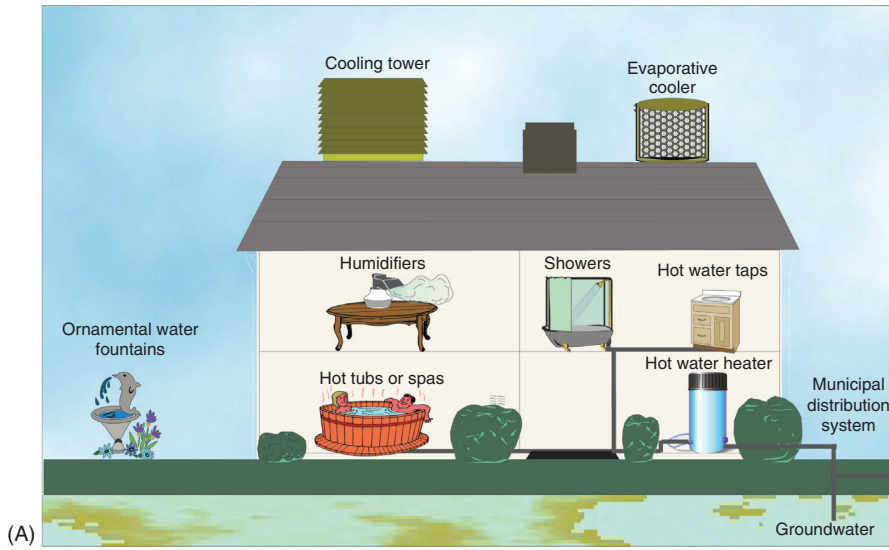 Cooling tower
Evaporative
cooler
Humidifiers
Showers
Hot water taps
Ornamental water
fountains
Hot tubs or spas
Hot water heater
Municipal
distribution
system
Groundwater
(A)